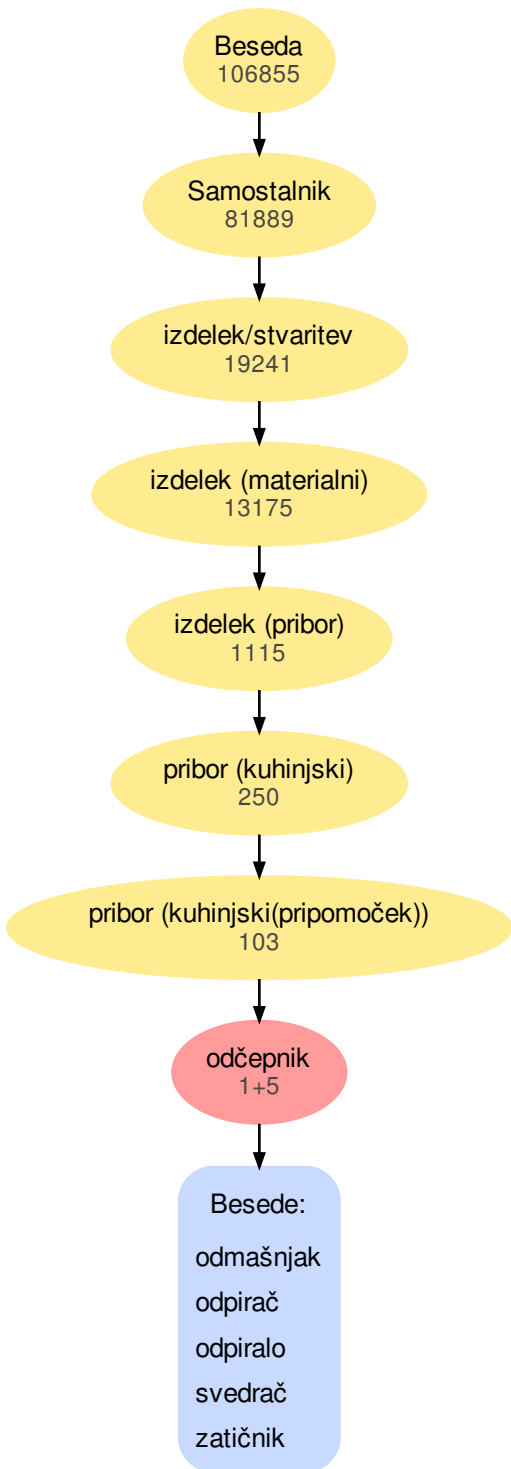 Beseda
106855
Samostalnik
81889
izdelek/stvaritev
19241
izdelek (materialni)
13175
izdelek (pribor)
1115
pribor (kuhinjski)
250
pribor (kuhinjski(pripomoček))
103
odčepnik
1+5
Besede:
odmašnjak
odpirač
odpiralo
svedrač
zatičnik